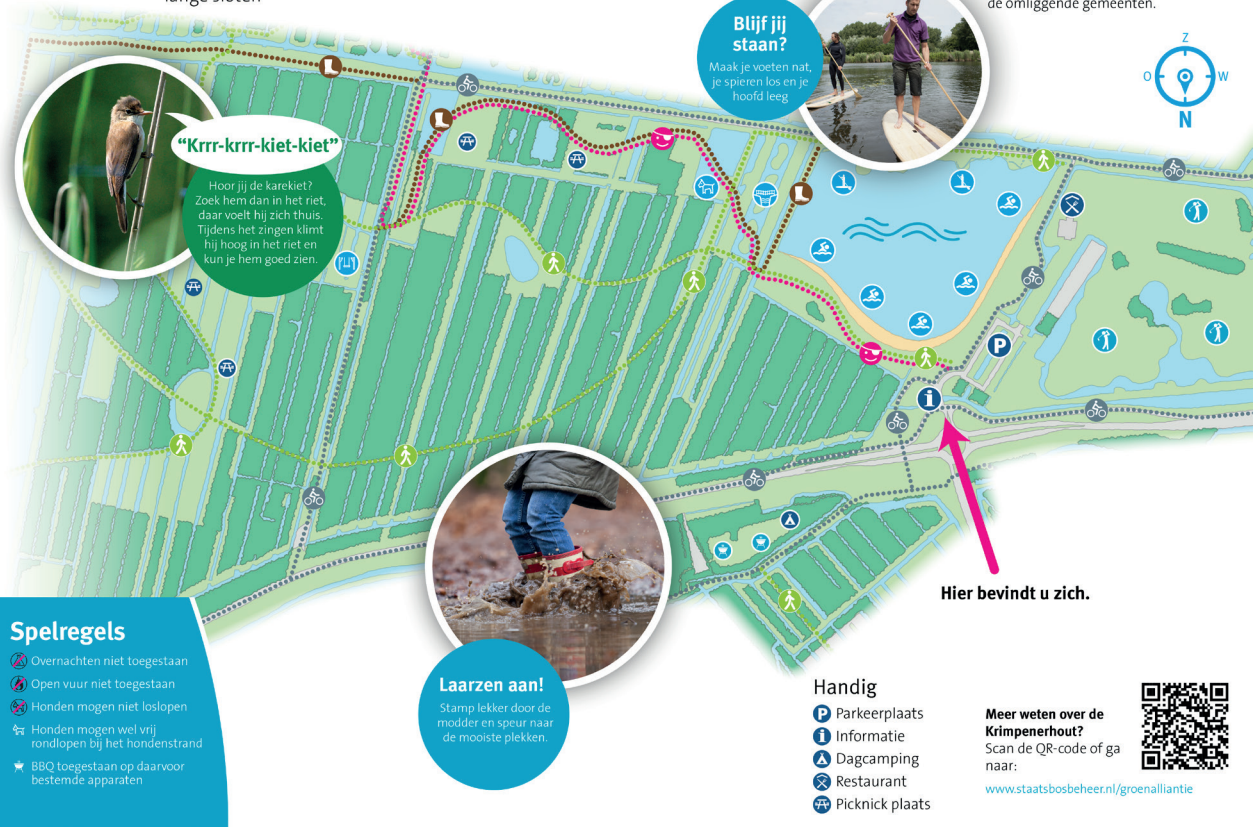 lange sloten
de omliggende gemeenten.
Blijf jij
staan?
Maak je voeten nat,
je spieren los en je
hoofd leeg
Z
O
W
N
“Krrr-krrr-kiet-kiet”
Hoor jij de karekiet?
Zoek hem dan in het riet,
daar voelt hij zich thuis.
Tijdens het zingen klimt
hij hoog in het riet en
kun je hem goed zien.
P
i
Hier bevindt u zich.
Spelregels
Overnachten niet toegestaan
Open vuur niet toegestaan
Honden mogen niet loslopen
Honden mogen wel vrij
rondlopen bij het hondenstrand
BBQ toegestaan op daarvoor
bestemde apparaten
Laarzen aan!
Stamp lekker door de
modder en speur naar
de mooiste plekken.
Handig
P Parkeerplaats
i Informatie
Dagcamping
Restaurant
Picknick plaats
Meer weten over de
Krimpenerhout?
Scan de QR-code of ga
naar:
www.staatsbosbeheer.nl/groenalliantie